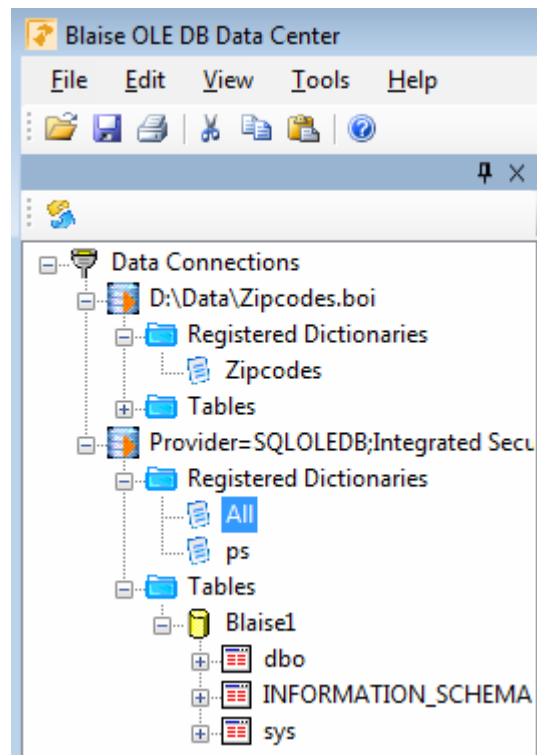 Blaise OLE DB Data Center
File Edit View Tools Help
Data Connections
D:\Data\Zipcodes.boi
Registered Dictionaries
Zipcodes
Tables
Provider=SQLOLEDB;Integrated Secu
Registered Dictionaries
All
ps
Tables
Blaise1
dbo
INFORMATION_SCHEMA
sys